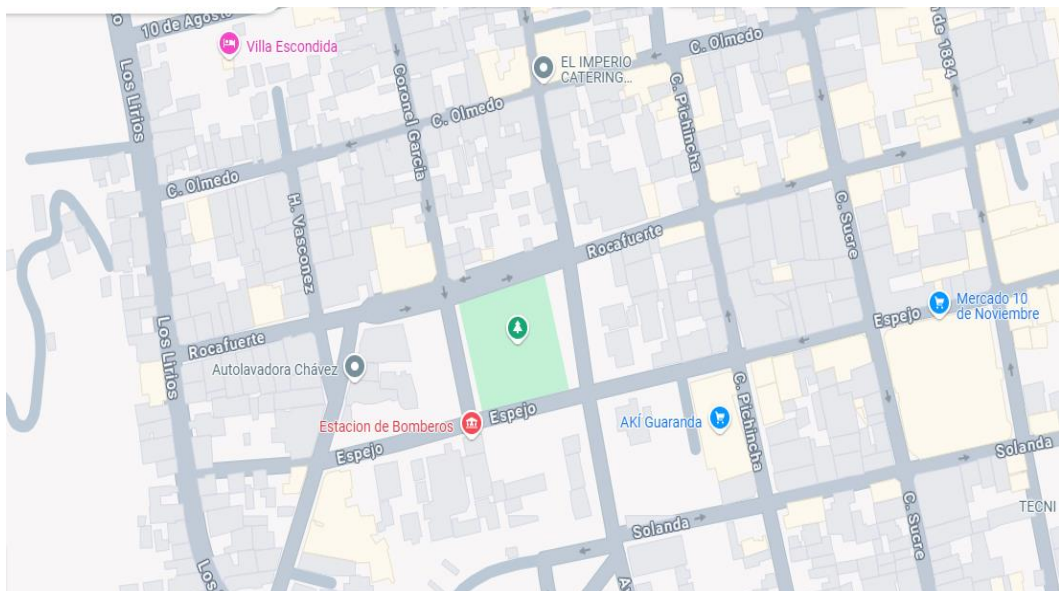 10 de Agosto
Villa Escondida
Los Lirios
Coronel García
C. Olmedo
EL IMPERIO
CATERING...
C. Olmedo
C. Pichincha
de 1884
C. Olmedo
H. Vasconez
C. Sucre
Rocafuerte
Mercado 10
de Noviembre
Espejo
Los Lirios
Rocafuerte
Autolavadora Chávez
Estacion de Bomberos
Espejo
AKÍ Guaranda
C. Pichincha
Espejo
Solanda
TECNI
C. Sucre
Solanda
Los